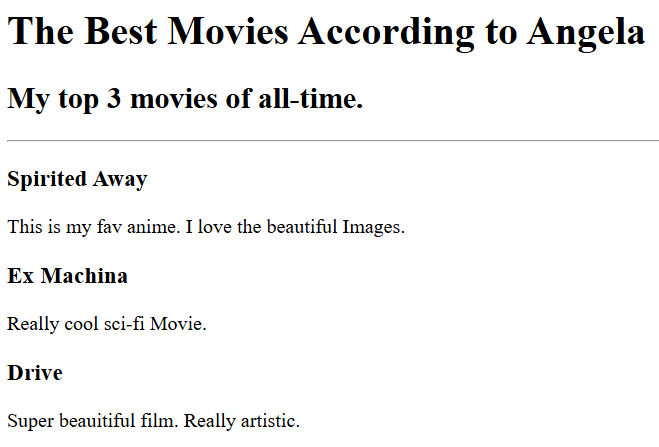 The Best Movies According to Angela
My top 3 movies of all-time.
Spirited Away
This is my fav anime. I love the beautiful Images.
Ex Machina
Really cool sci-fi Movie.
Drive
Super beauitiful film. Really artistic.